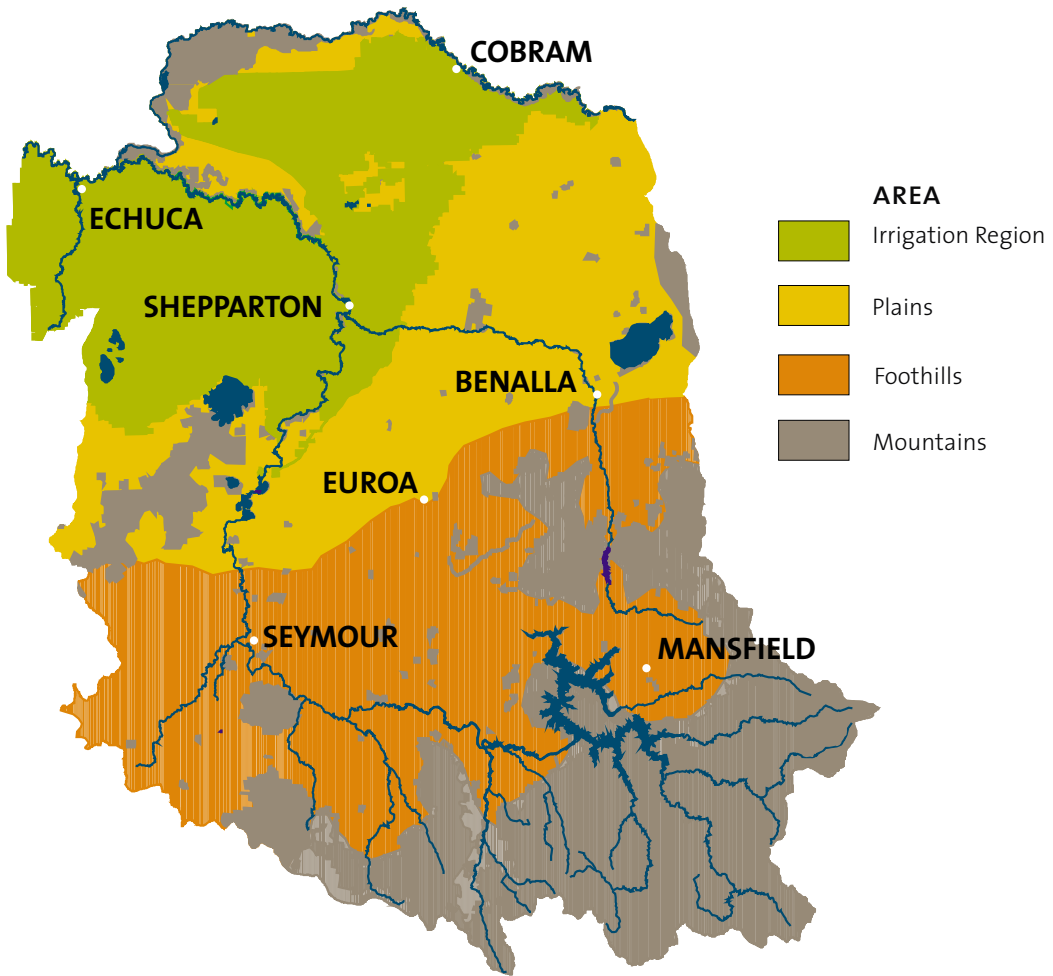 COBRAM
ECHUCA
SHEPPARTON
BENALLA
EUROA
SEYMOUR
MANSFIELD
AREA
Irrigation Region
Plains
Foothills
Mountains